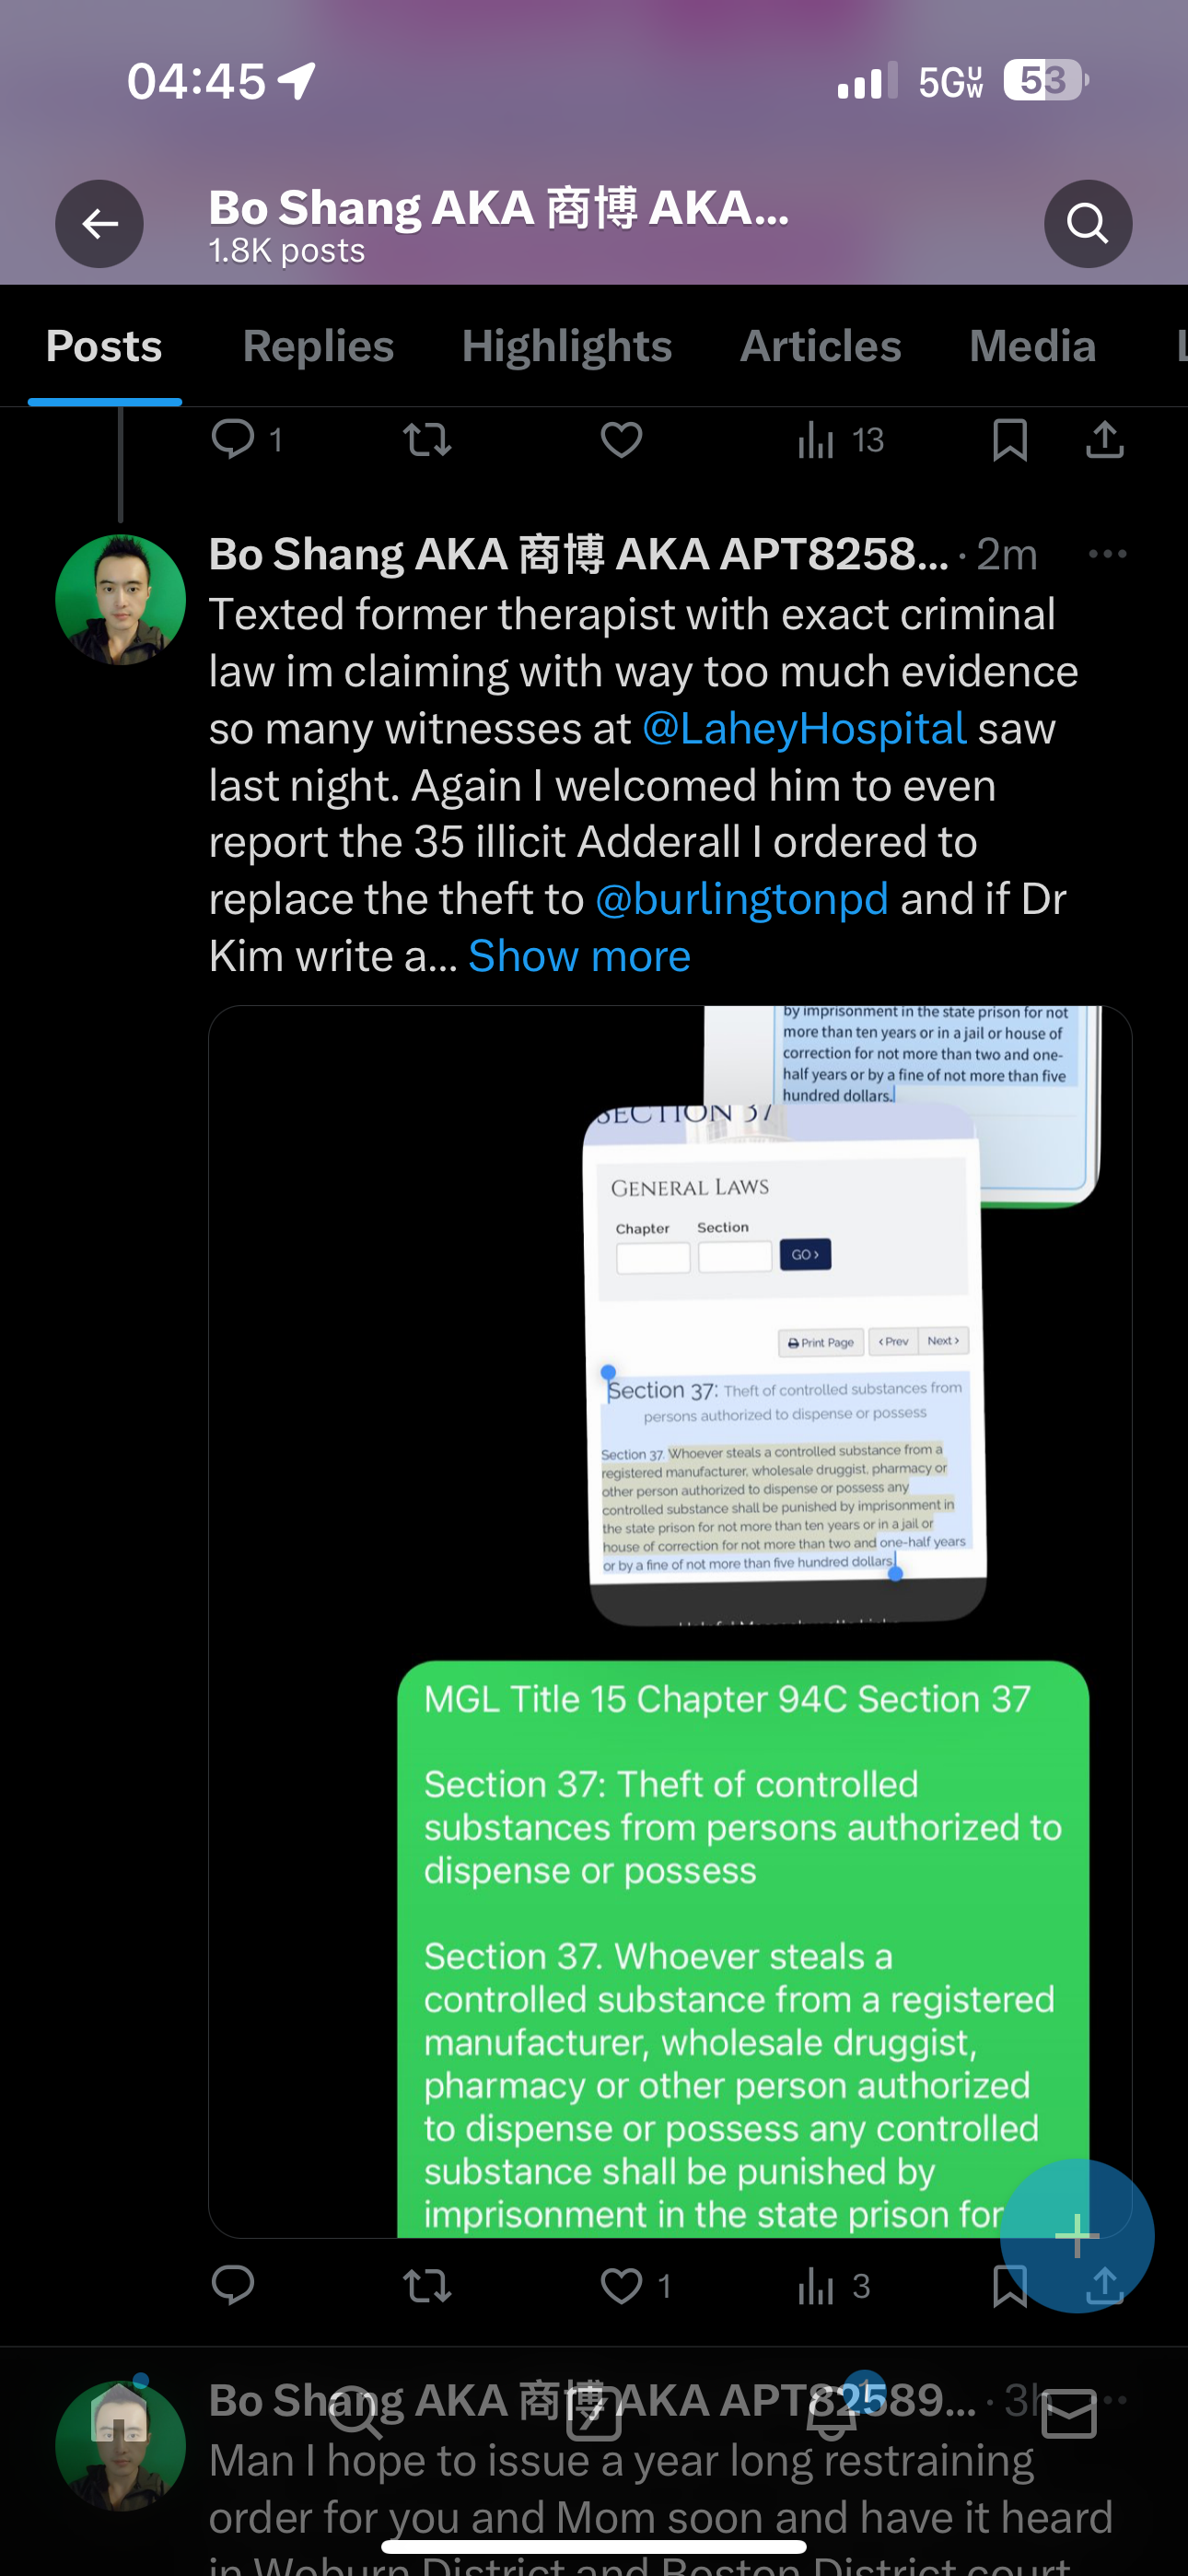 04:45
5GUW
53
Bo Shang AKA 商博 AKA...
1.8K posts
Posts Replies Highlights Articles Media L
1 13
Bo Shang AKA 商博 AKA APT8258... · 2m
Texted former therapist with exact criminal
law im claiming with way too much evidence
so many witnesses at @LaheyHospital saw
last night. Again I welcomed him to even
report the 35 illicit Adderall I ordered to
replace the theft to @burlingtonpd and if Dr
Kim write a... Show more
by imprisonment in the state prison for not
more than ten years or in a jail or house of
correction for not more than two and one-
half years or by a fine of not more than five
hundred dollars.
SECTION 37
GENERAL LAWS
Chapter Section
GO ›
Print Page ‹ Prev Next ›
Section 37: Theft of controlled substances from
persons authorized to dispense or possess
Section 37. Whoever steals a controlled substance from a
registered manufacturer, wholesale druggist, pharmacy or
other person authorized to dispense or possess any
controlled substance shall be punished by imprisonment in
the state prison for not more than ten years or in a jail or
house of correction for not more than two and one-half years
or by a fine of not more than five hundred dollars.
MGL Title 15 Chapter 94C Section 37
Section 37: Theft of controlled
substances from persons authorized to
dispense or possess
Section 37. Whoever steals a
controlled substance from a registered
manufacturer, wholesale druggist,
pharmacy or other person authorized
to dispense or possess any controlled
substance shall be punished by
imprisonment in the state prison for
1 3
Bo Shang AKA 商博 AKA APT82589... · 3h
1
Man I hope to issue a year long restraining
order for you and Mom soon and have it heard
in Woburn District and Boston District court